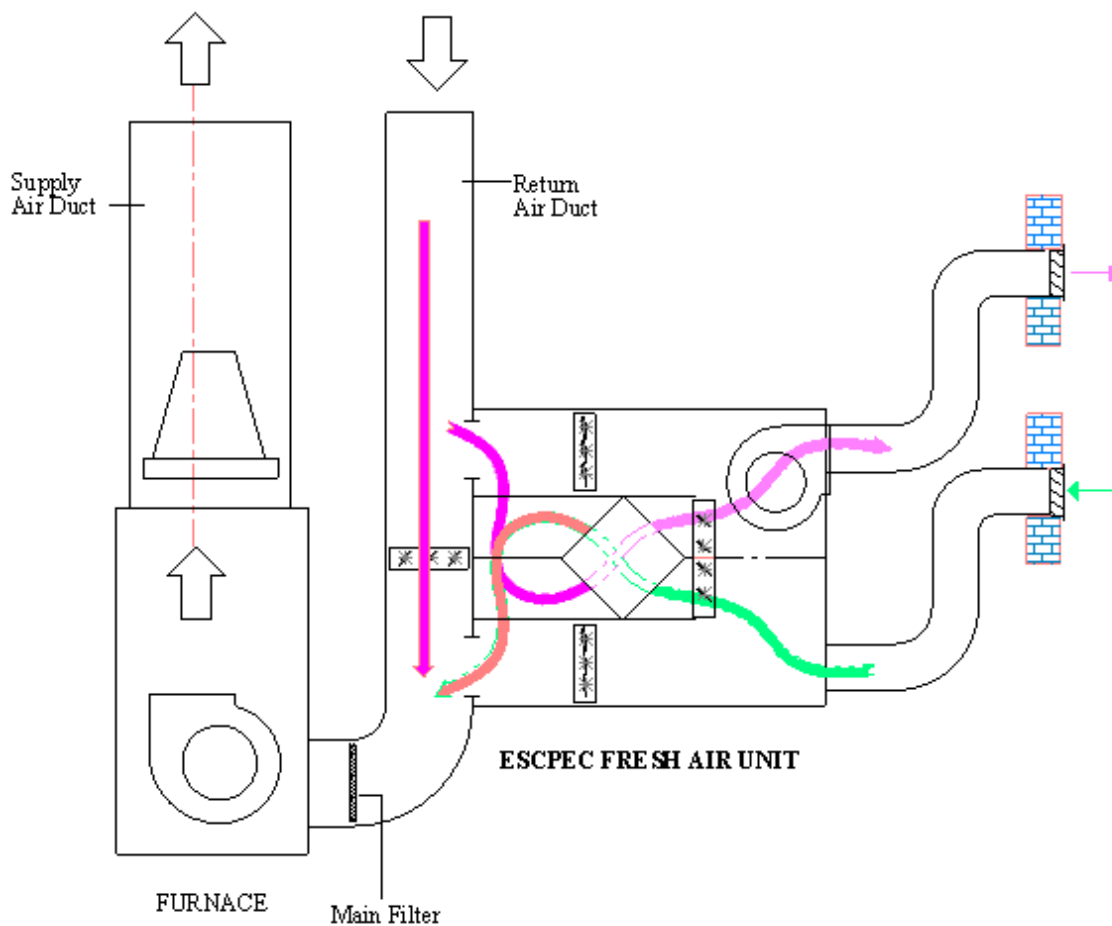 Supply
Air Duct
Return
Air Duct
ESCPEC FRESH AIR UNIT
FURNACE
Main Filter